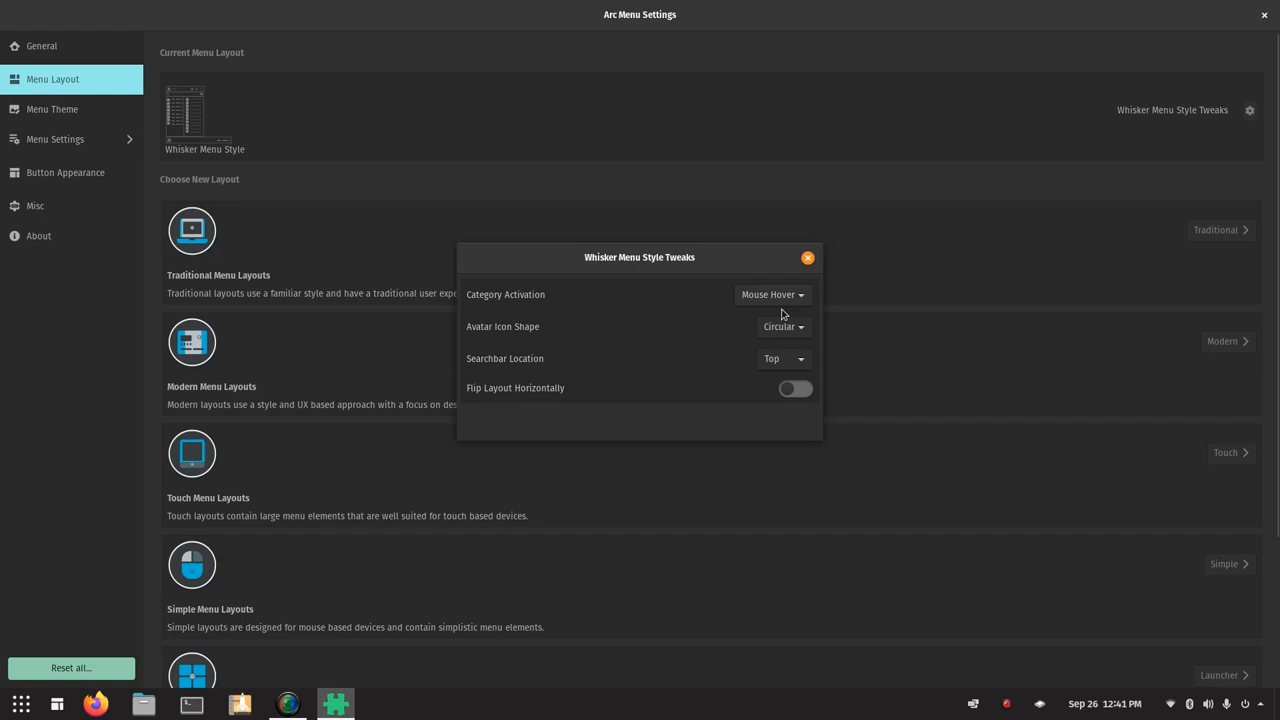 Arc Menu Settings
General
Menu Layout
Menu Theme
Menu Settings
Button Appearance
Misc
About
Reset all...
Current Menu Layout
Whisker Menu Style
Whisker Menu Style Tweaks
Choose New Layout
Traditional Menu Layouts
Traditional layouts use a familiar style and have a traditional user expe
Traditional
Modern Menu Layouts
Modern layouts use a style and UX based approach with a focus on des
Modern
Touch Menu Layouts
Touch layouts contain large menu elements that are well suited for touch based devices.
Touch
Simple Menu Layouts
Simple layouts are designed for mouse based devices and contain simplistic menu elements.
Simple
Launcher
Whisker Menu Style Tweaks
Category Activation
Mouse Hover
Avatar Icon Shape
Circular
Searchbar Location
Top
Flip Layout Horizontally
Sep 26 12:41 PM